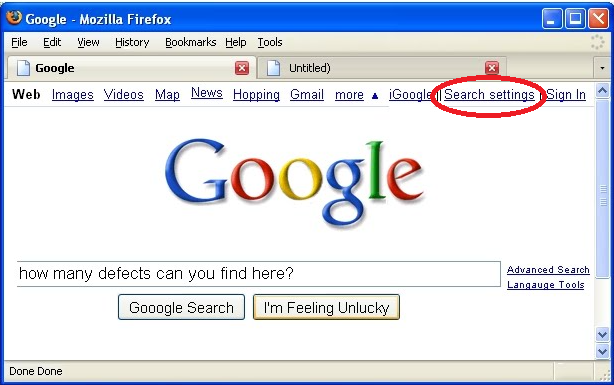 Google - Mozilla Firefox
File Edit View History Bookmarks Help Tools
Google Untitled)
Web Images Videos Map News Hopping Gmail more ▲ iGoogle | Search settings | Sign In
Google
how many defects can you find here?
Advanced Search
Langauge Tools
Gooogle Search I'm Feeling Unlucky
Done Done